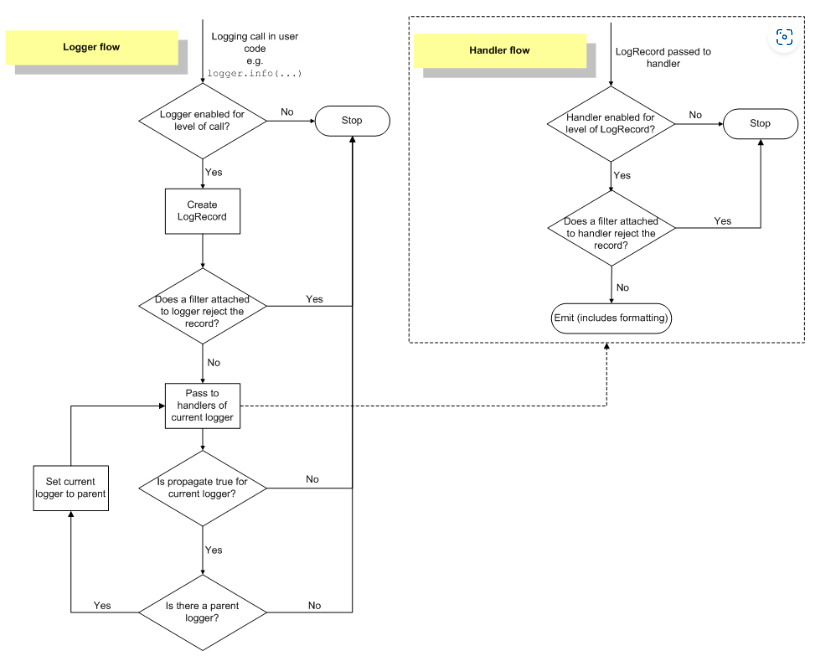 Logger flow
Logging call in user
code
e.g.
logger.info(...)
Logger enabled for
level of call?
No
Stop
Yes
Create
LogRecord
Does a filter attached
to logger reject the
record?
Yes
No
Pass to
handlers of
current logger
Is propagate true for
current logger?
No
Set current
logger to parent
Yes
Is there a parent
logger?
Yes
No
Handler flow
LogRecord passed to
handler
Handler enabled for
level of LogRecord?
No
Stop
Yes
Does a filter attached
to handler reject the
record?
Yes
No
Emit (includes formatting)